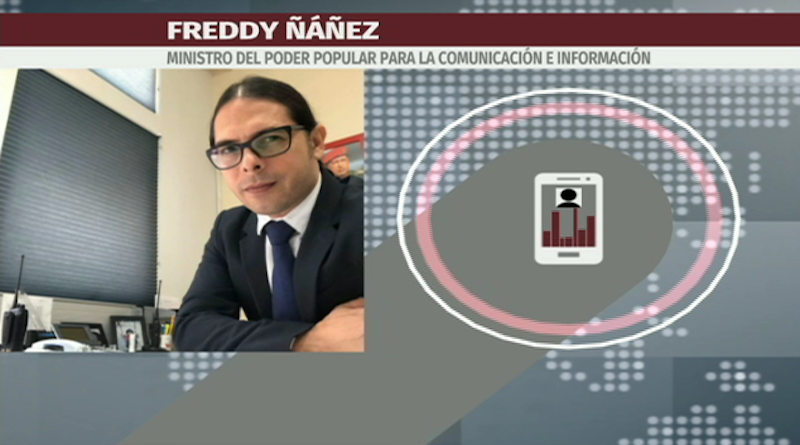 FREDDY ÑÁÑEZ
MINISTRO DEL PODER POPULAR PARA LA COMUNICACIÓN E INFORMACIÓN